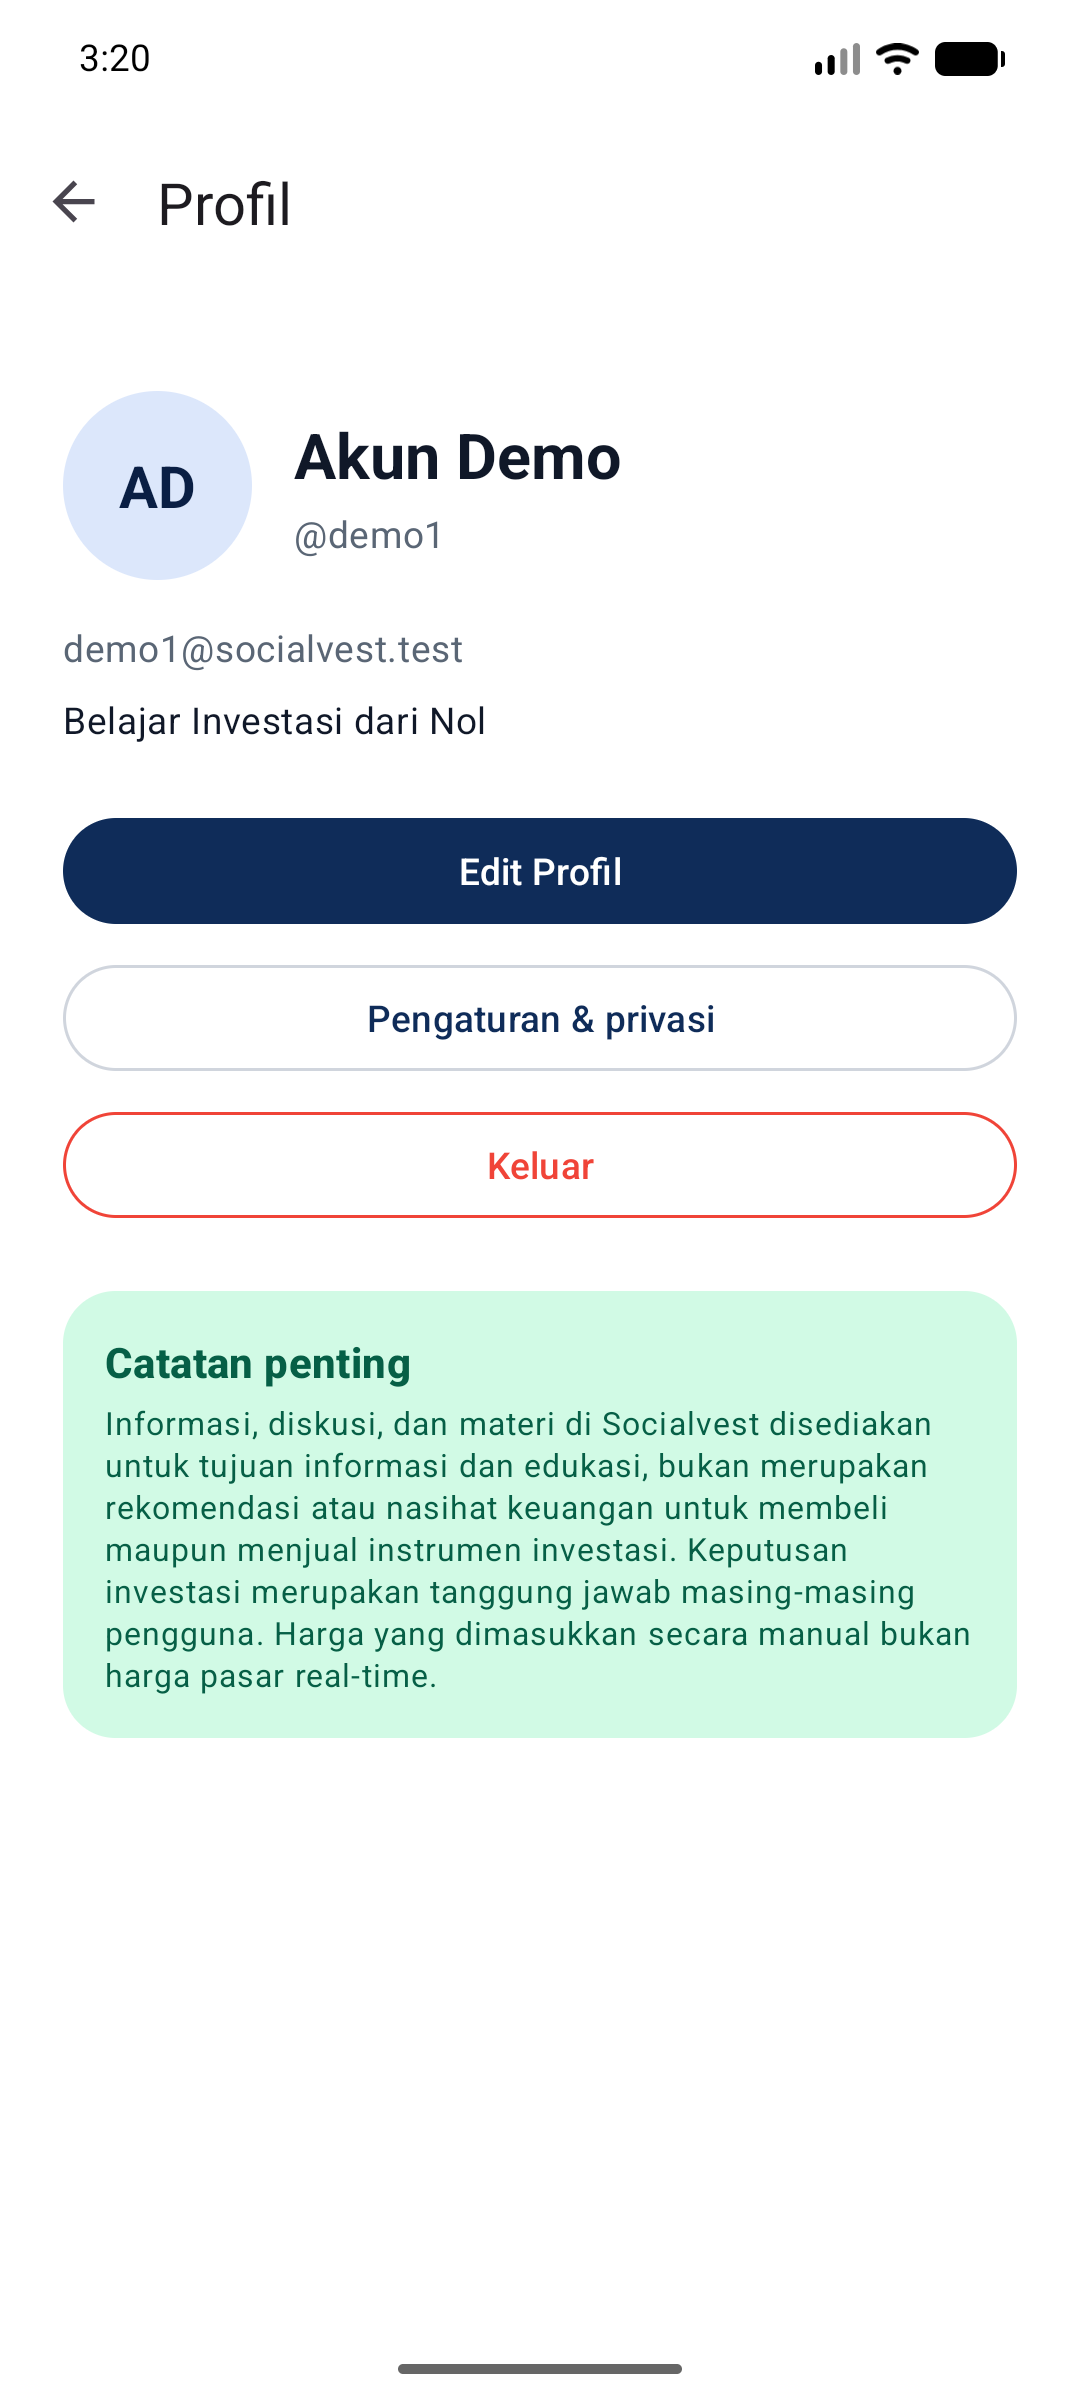 3:20
Profil
AD
Akun Demo
@demo1
demo1@socialvest.test
Belajar Investasi dari Nol
Edit Profil
Pengaturan & privasi
Keluar
Catatan penting
Informasi, diskusi, dan materi di Socialvest disediakan
untuk tujuan informasi dan edukasi, bukan merupakan
rekomendasi atau nasihat keuangan untuk membeli
maupun menjual instrumen investasi. Keputusan
investasi merupakan tanggung jawab masing-masing
pengguna. Harga yang dimasukkan secara manual bukan
harga pasar real-time.